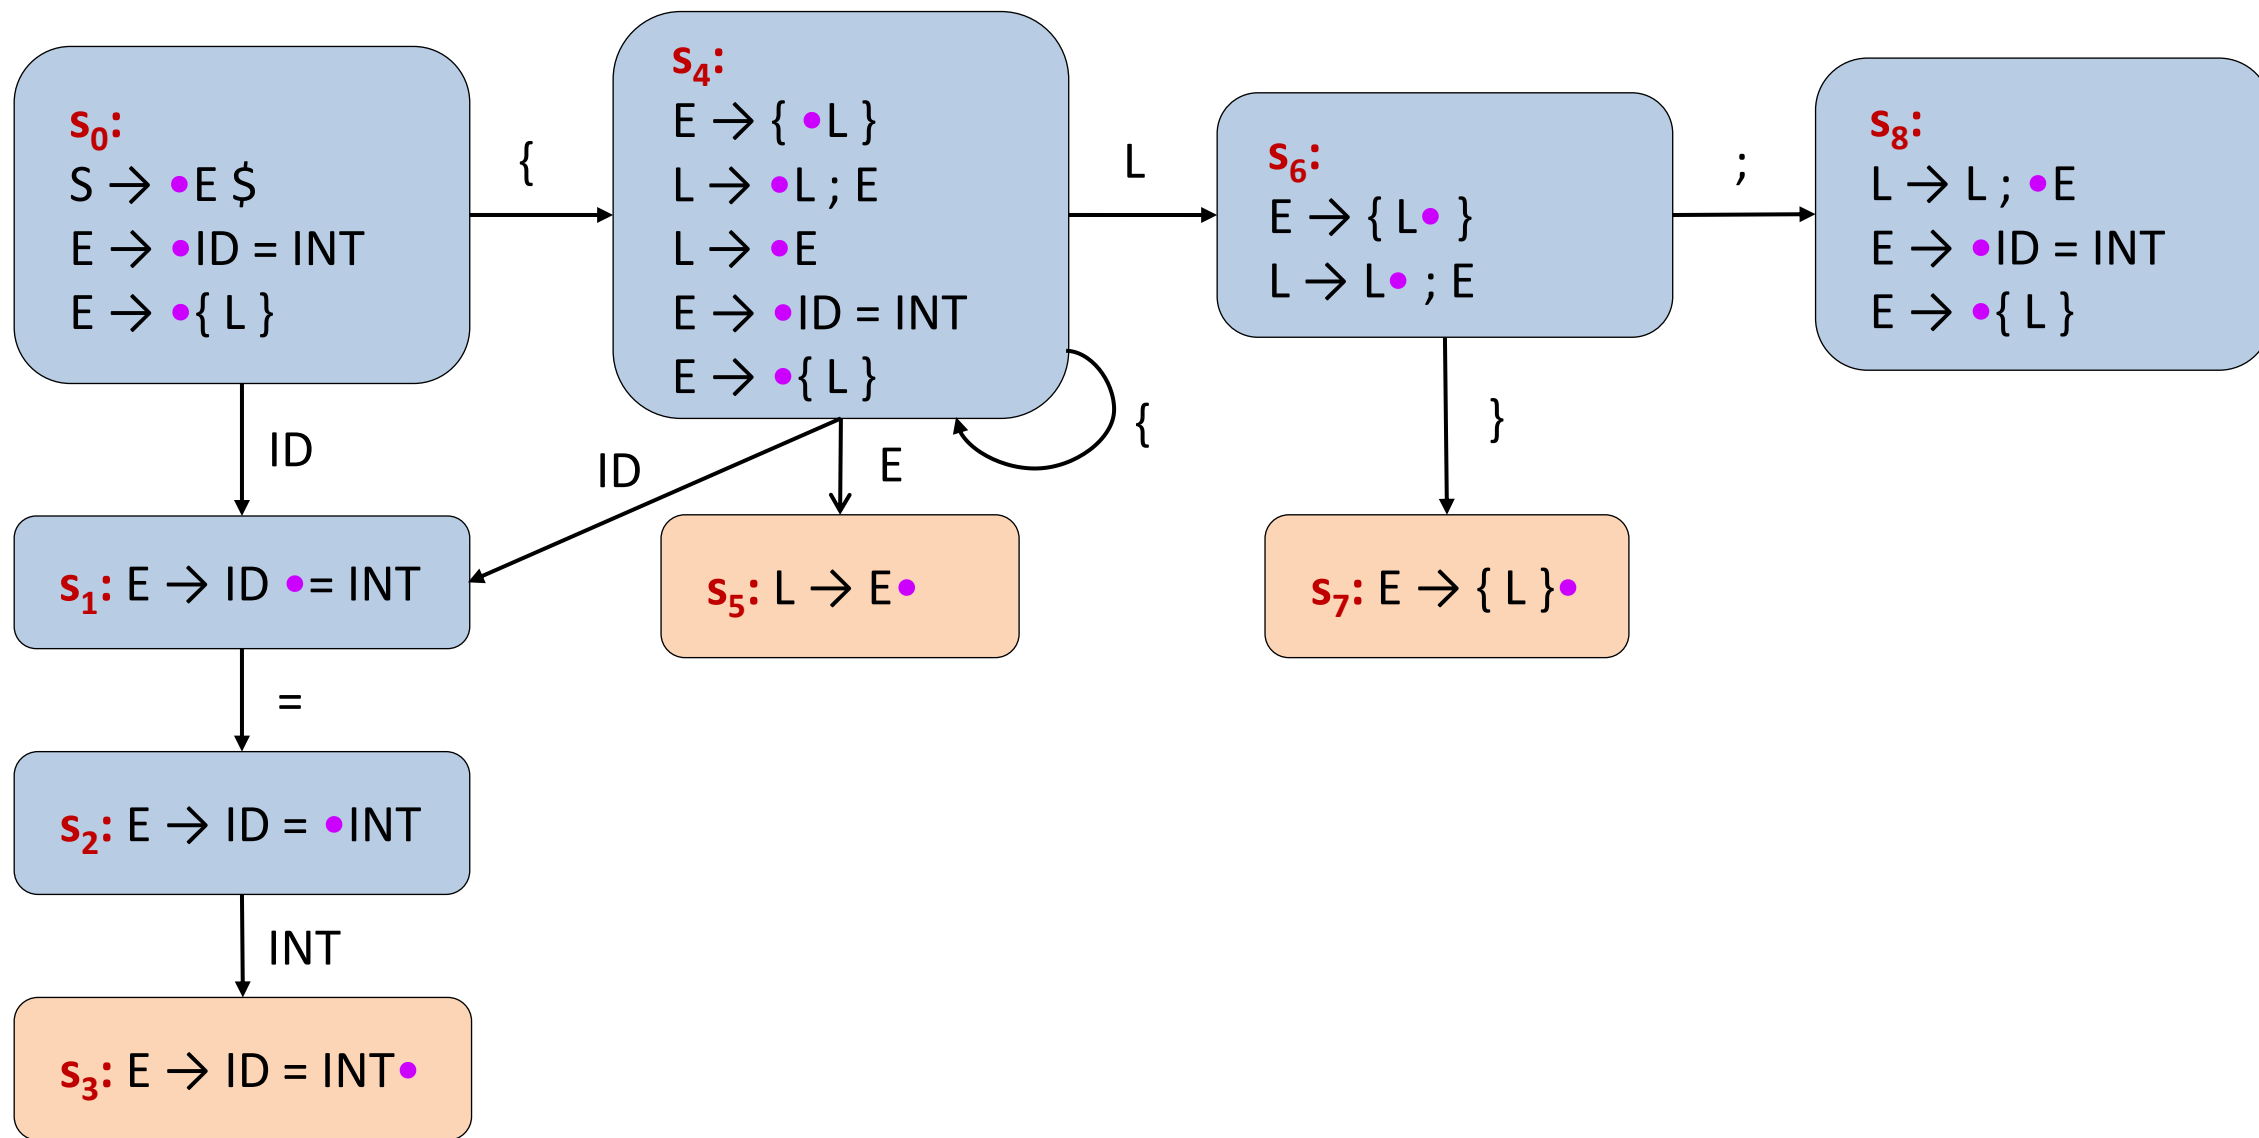 s₀:
S → •E $
E → •ID = INT
E → •{ L }
{
s₄:
E → { •L }
L → •L ; E
L → •E
E → •ID = INT
E → •{ L }
L
s₆:
E → { L• }
L → L• ; E
;
s₈:
L → L ; •E
E → •ID = INT
E → •{ L }
ID
ID
E
{
}
s₁: E → ID •= INT
s₅: L → E•
s₇: E → { L }•
=
s₂: E → ID = •INT
INT
s₃: E → ID = INT•